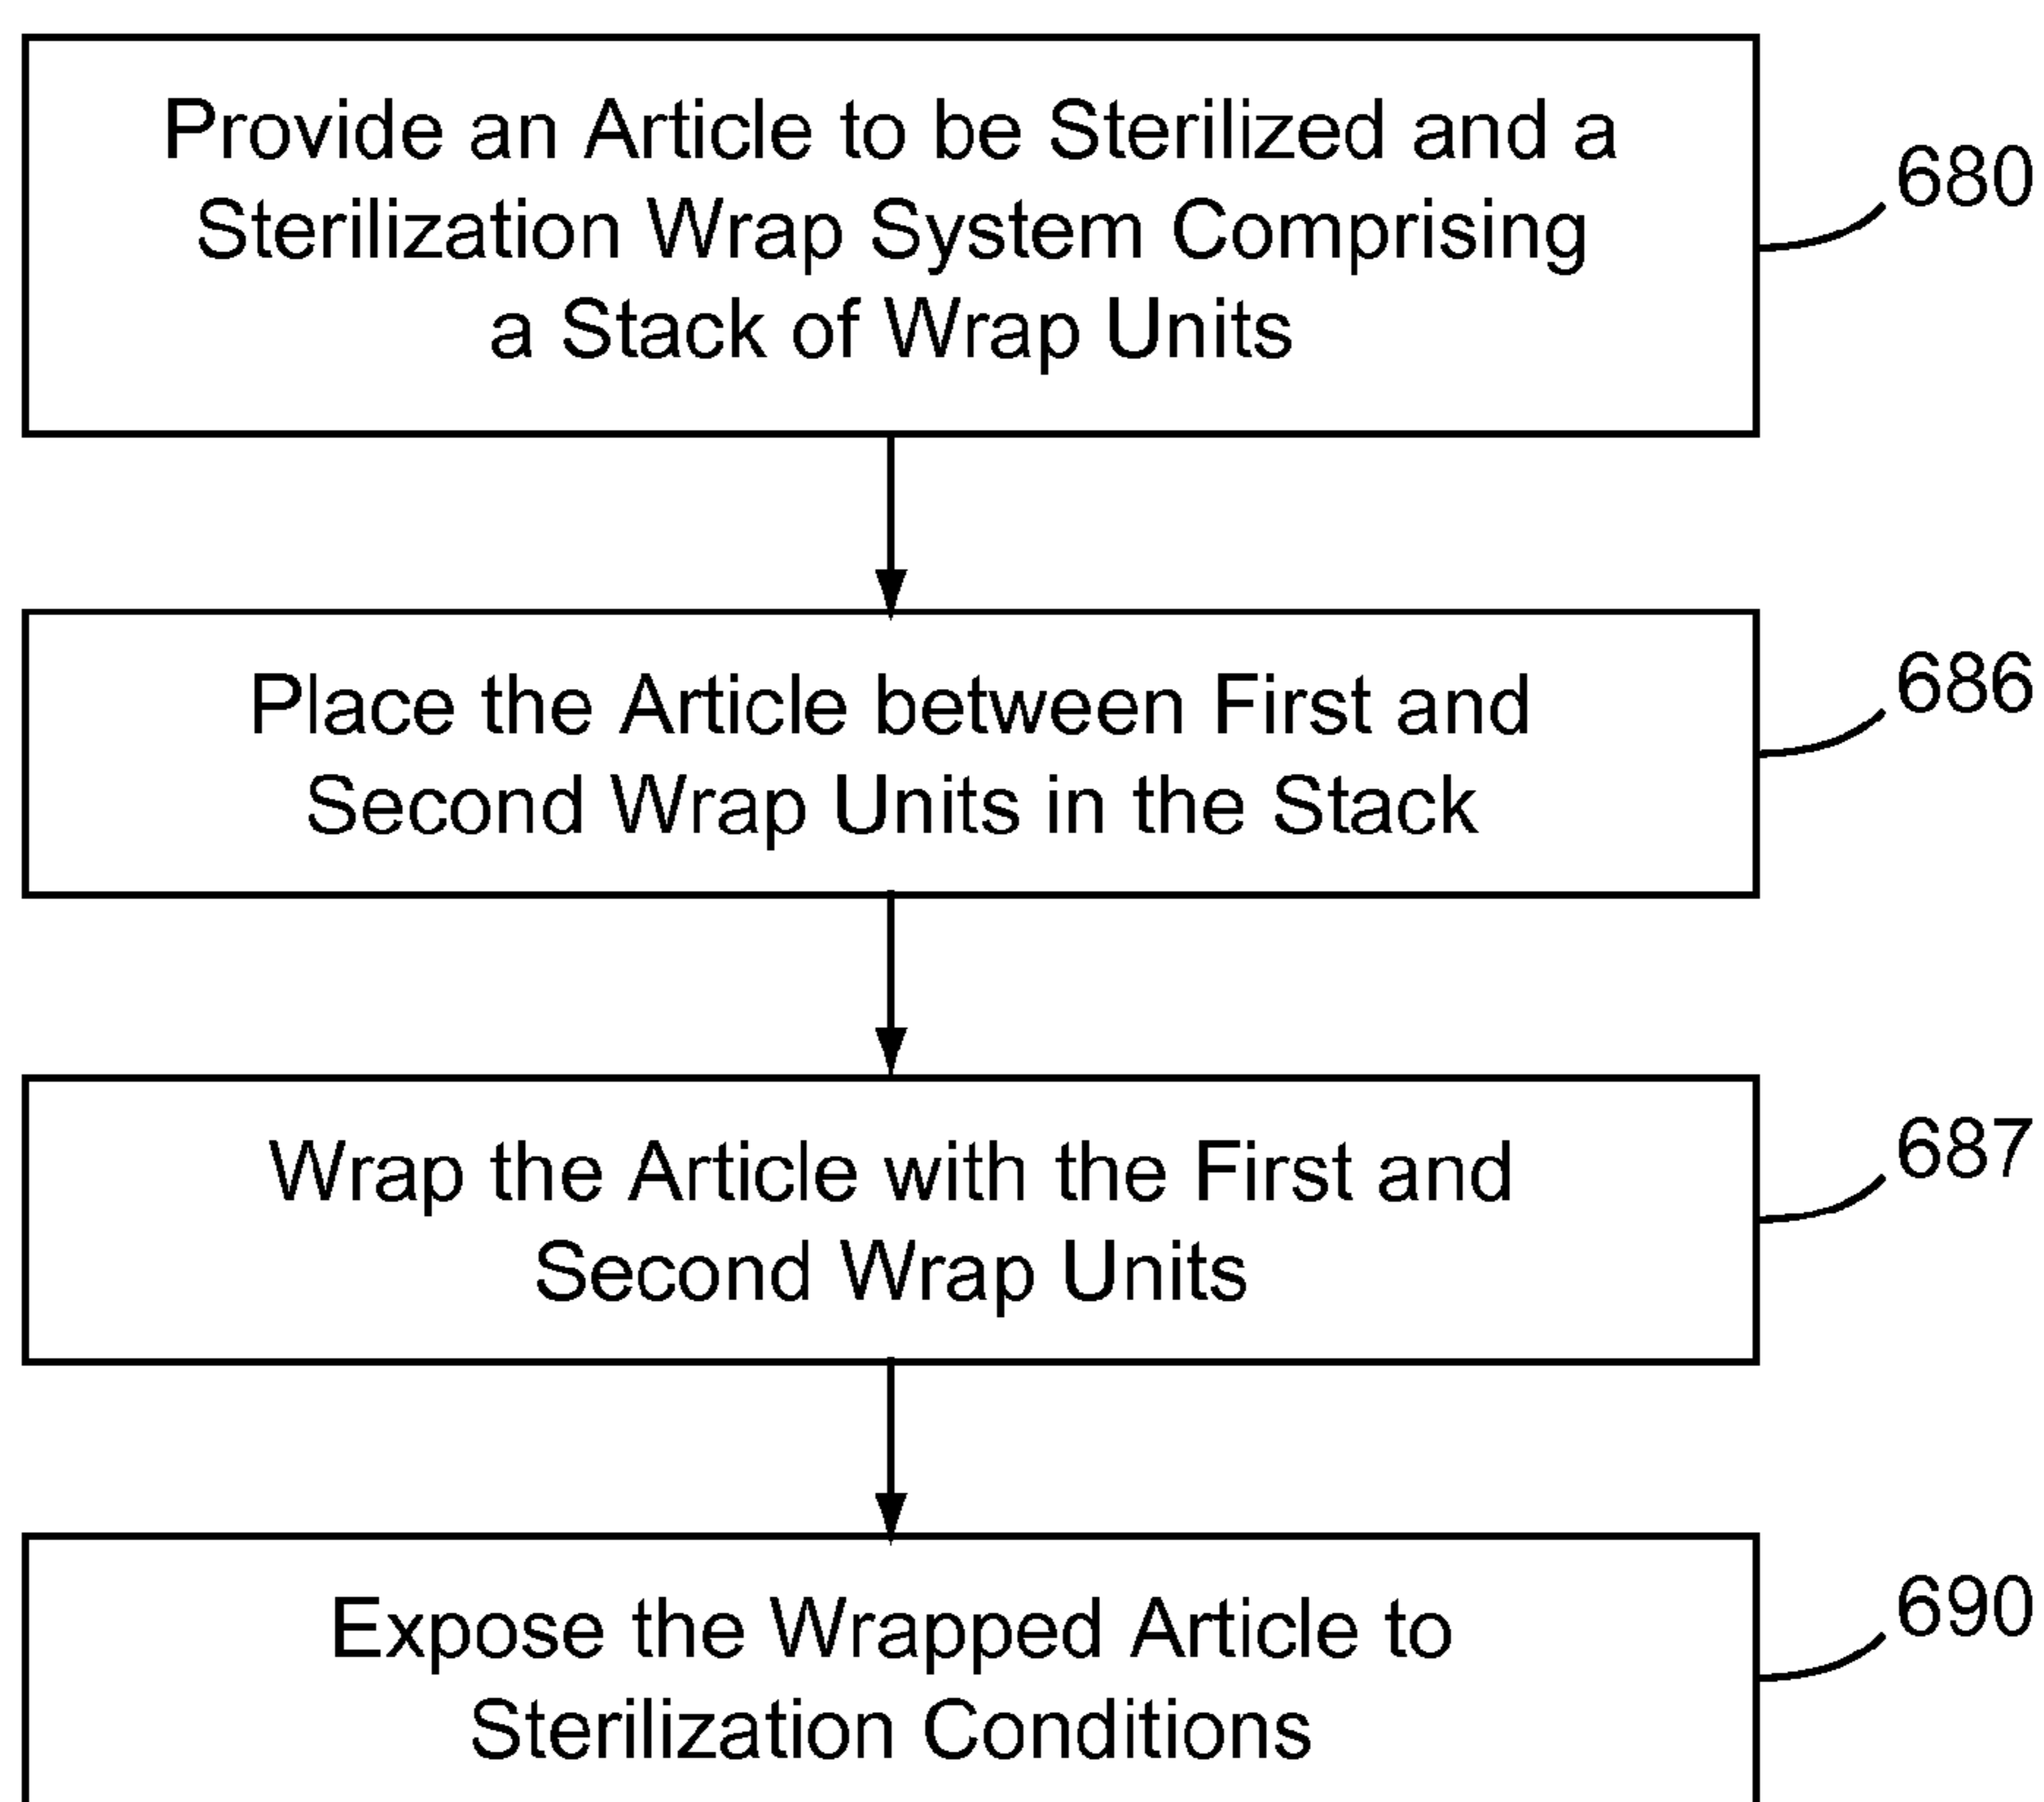 Provide an Article to be Sterilized and a
Sterilization Wrap System Comprising
a Stack of Wrap Units
680
Place the Article between First and
Second Wrap Units in the Stack
686
Wrap the Article with the First and
Second Wrap Units
687
Expose the Wrapped Article to
Sterilization Conditions
690